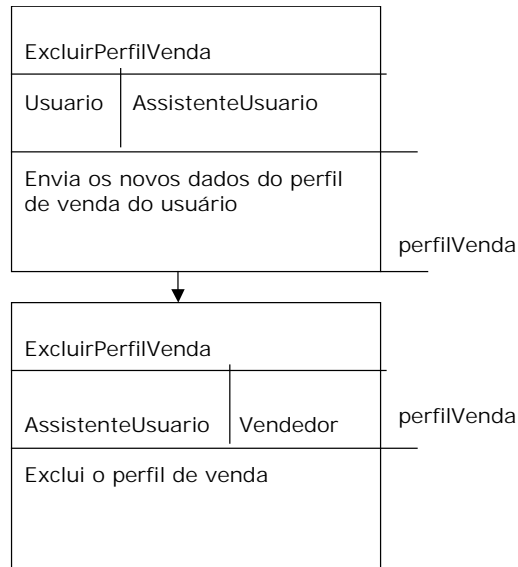 ExcluirPerfilVenda
Usuario AssistenteUsuario
Envia os novos dados do perfil
de venda do usuário
perfilVenda
ExcluirPerfilVenda
AssistenteUsuario Vendedor
perfilVenda
Exclui o perfil de venda